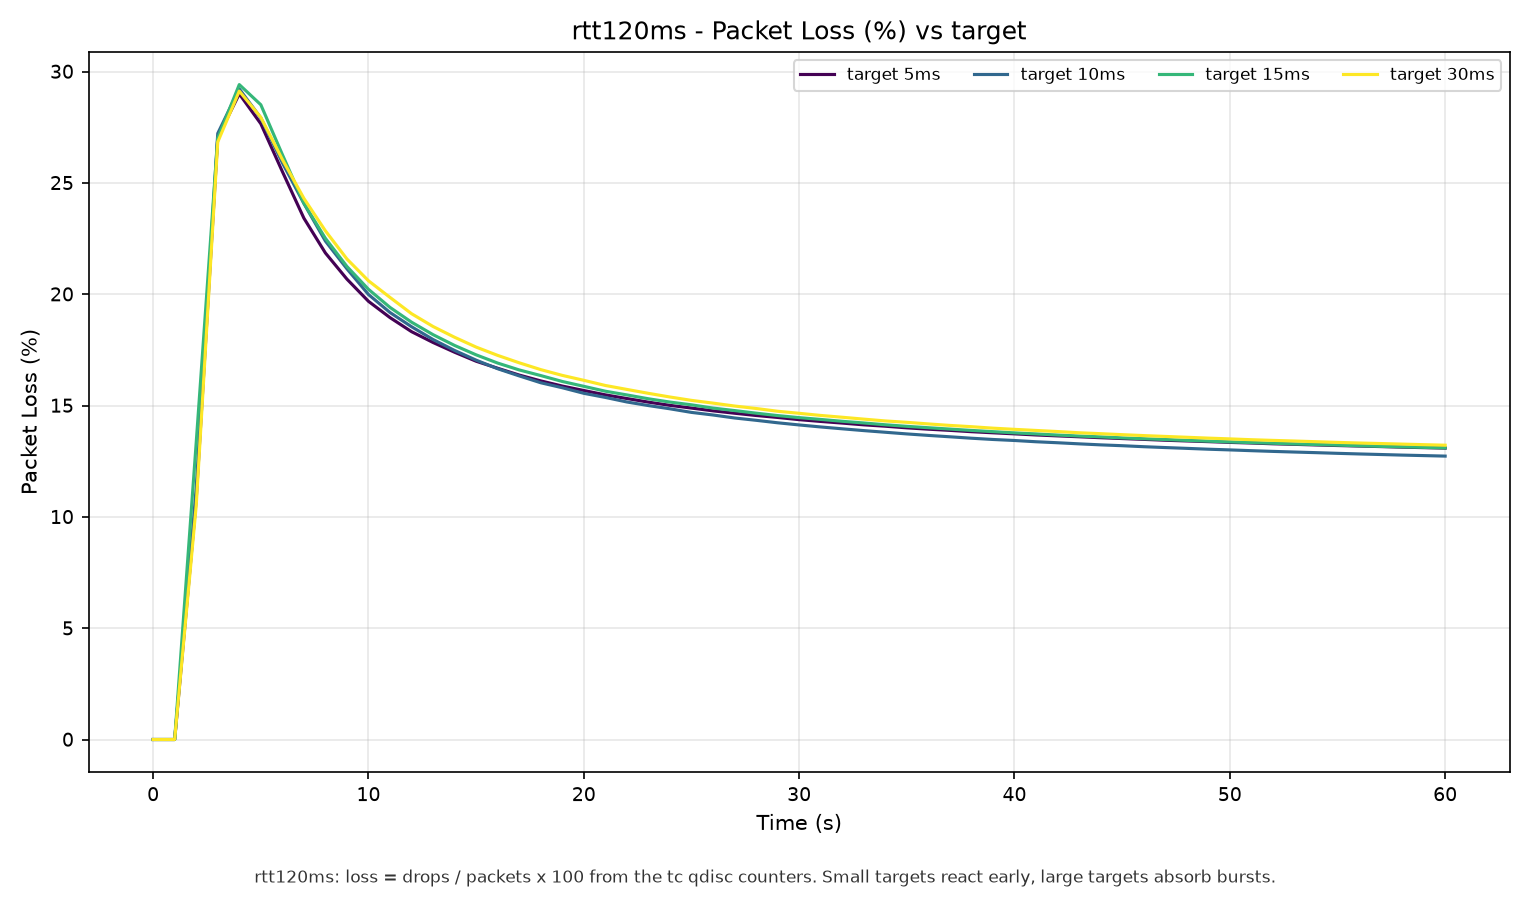 rtt120ms - Packet Loss (%) vs target
target 5ms target 10ms target 15ms target 30ms
30
25
20
15
10
5
0
Packet Loss (%)
0 10 20 30 40 50 60
Time (s)
rtt120ms: loss = drops / packets x 100 from the tc qdisc counters. Small targets react early, large targets absorb bursts.